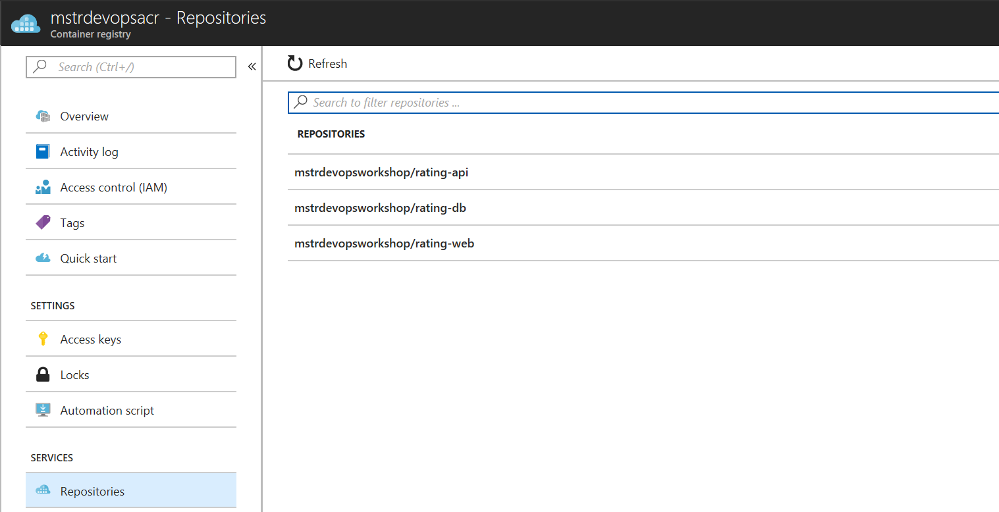 mstrdevopsacr - Repositories
Container registry
Search (Ctrl+/)
Overview
Activity log
Access control (IAM)
Tags
Quick start
SETTINGS
Access keys
Locks
Automation script
SERVICES
Repositories
Refresh
Search to filter repositories ...
REPOSITORIES
mstrdevopsworkshop/rating-api
mstrdevopsworkshop/rating-db
mstrdevopsworkshop/rating-web